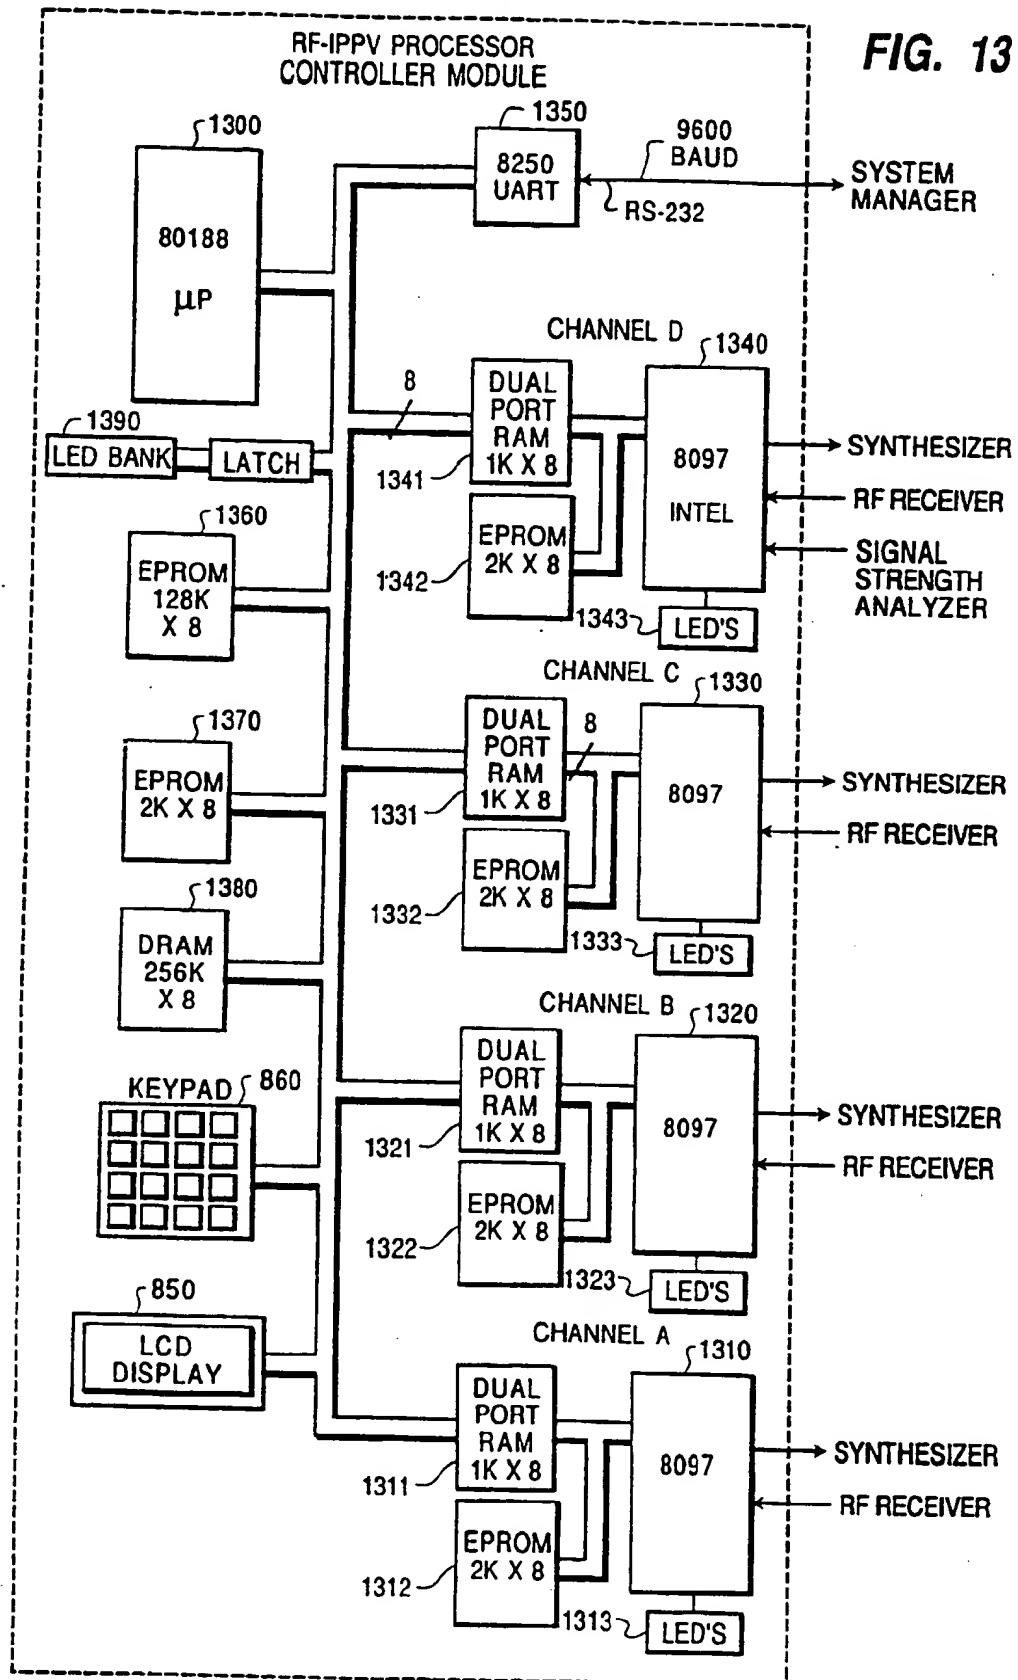 RF-IPPV PROCESSOR
CONTROLLER MODULE
FIG. 13
1300
80188
µP
1350
8250
UART
9600
BAUD
RS-232
SYSTEM
MANAGER
1390
LED BANK
LATCH
8
CHANNEL D
DUAL
PORT
RAM
1K X 8
1341
EPROM
2K X 8
1342
1340
8097
INTEL
1343
LED'S
SYNTHESIZER
RF RECEIVER
SIGNAL
STRENGTH
ANALYZER
1360
EPROM
128K
X 8
CHANNEL C
DUAL
PORT
RAM
1K X 8
8
1331
EPROM
2K X 8
1332
1330
8097
1333
LED'S
SYNTHESIZER
RF RECEIVER
1370
EPROM
2K X 8
1380
DRAM
256K
X 8
CHANNEL B
DUAL
PORT
RAM
1K X 8
1321
EPROM
2K X 8
1322
1320
8097
1323
LED'S
SYNTHESIZER
RF RECEIVER
KEYPAD
860
850
LCD
DISPLAY
CHANNEL A
DUAL
PORT
RAM
1K X 8
1311
EPROM
2K X 8
1312
1310
8097
1313
LED'S
SYNTHESIZER
RF RECEIVER